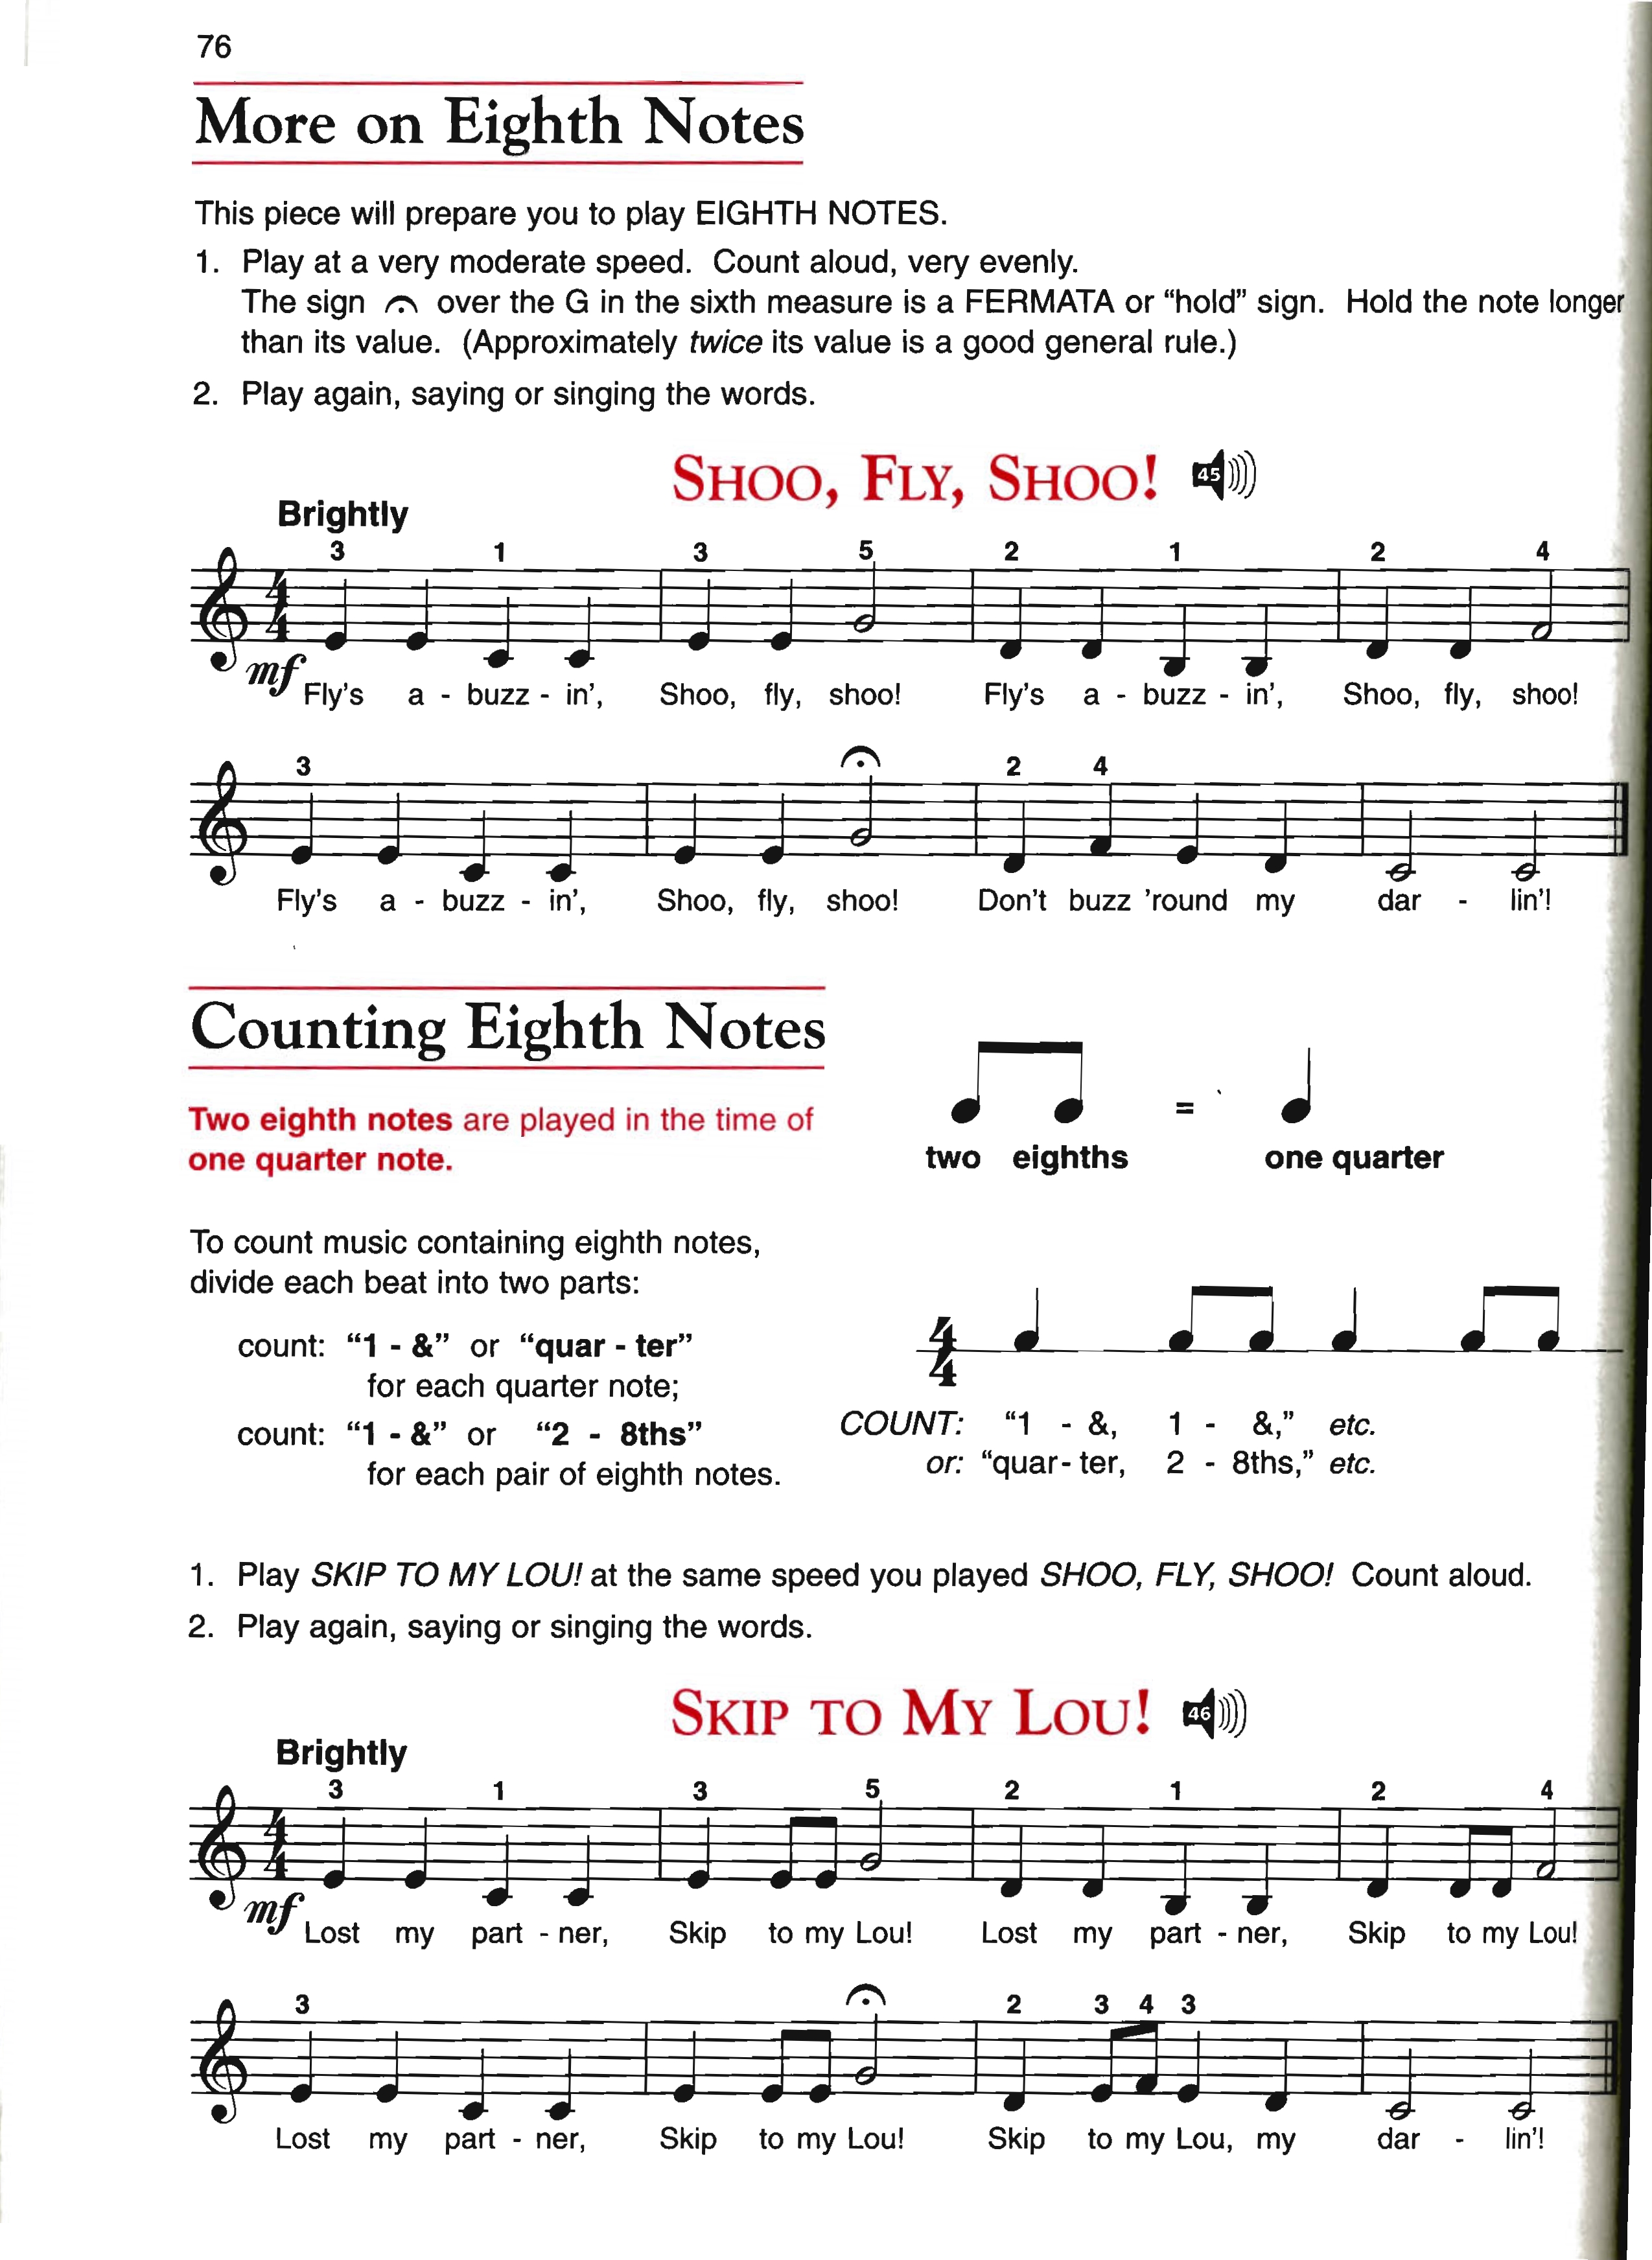 76
More on Eighth Notes
This piece will prepare you to play EIGHTH NOTES.
1. Play at a very moderate speed. Count aloud, very evenly.
The sign 𝄐 over the G in the sixth measure is a FERMATA or “hold” sign. Hold the note longer
than its value. (Approximately twice its value is a good general rule.)
2. Play again, saying or singing the words.
SHOO, FLY, SHOO! 45
Brightly
3 1 3 5 2 1 2 4
4
4
mf
Fly’s a - buzz - in’, Shoo, fly, shoo! Fly’s a - buzz - in’, Shoo, fly, shoo!
3 2 4
Fly’s a - buzz - in’, Shoo, fly, shoo! Don’t buzz ’round my dar - lin’!
Counting Eighth Notes
Two eighth notes are played in the time of
one quarter note.
=
two eighths one quarter
To count music containing eighth notes,
divide each beat into two parts:
count: “1 - &” or “quar - ter”
for each quarter note;
count: “1 - &” or “2 - 8ths”
for each pair of eighth notes.
4
4
COUNT: “1 - &, 1 - &,” etc.
or: “quar- ter, 2 - 8ths,” etc.
1. Play SKIP TO MY LOU! at the same speed you played SHOO, FLY, SHOO! Count aloud.
2. Play again, saying or singing the words.
SKIP TO MY LOU! 46
Brightly
3 1 3 5 2 1 2 4
4
4
mf
Lost my part - ner, Skip to my Lou! Lost my part - ner, Skip to my Lou!
3 2 3 4 3
Lost my part - ner, Skip to my Lou! Skip to my Lou, my dar - lin’!